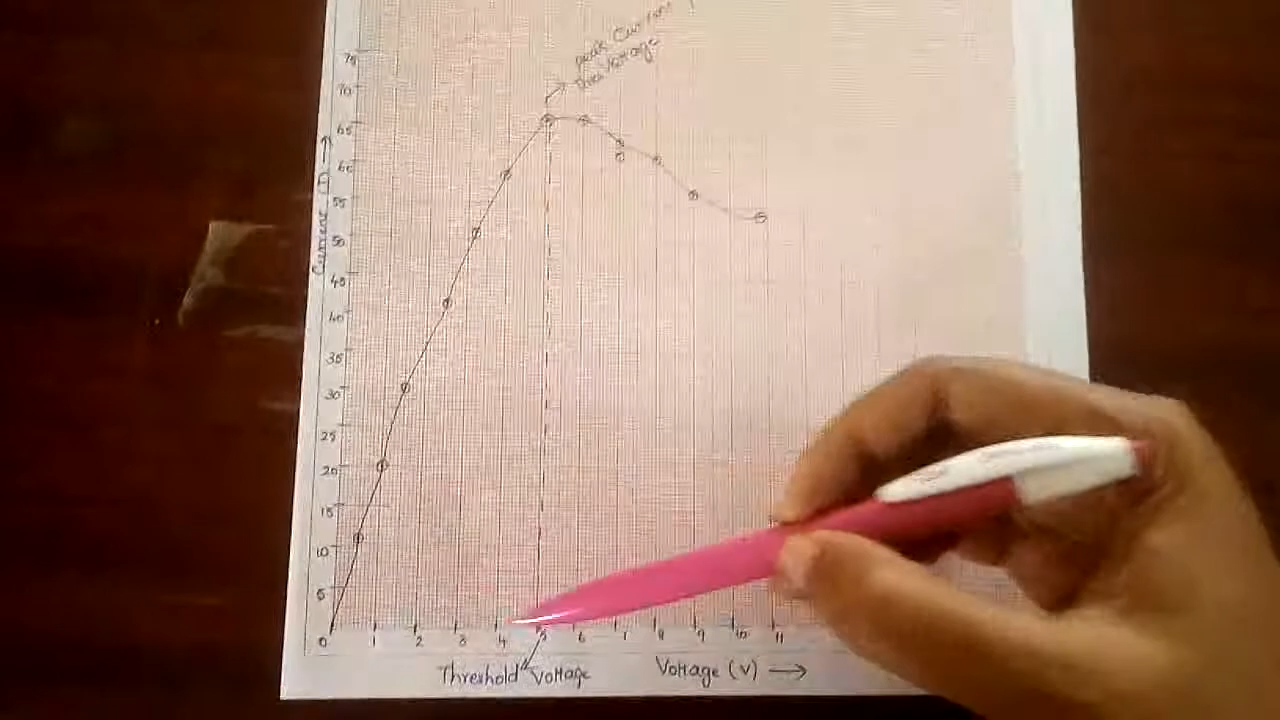 peak Current
Voltage
75
70
65
60
55
50
45
40
35
30
25
20
15
10
5
Current (I) →
0 1 2 3 4 5 6 7 8 9 10 11
Threshold Voltage
Voltage (V) →